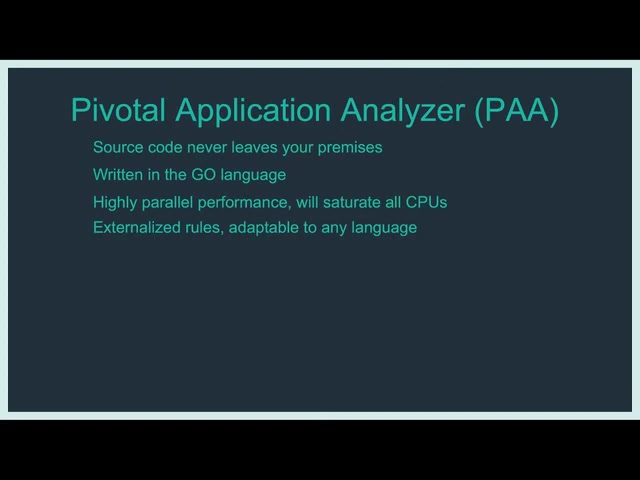 Pivotal Application Analyzer (PAA)
Source code never leaves your premises
Written in the GO language
Highly parallel performance, will saturate all CPUs
Externalized rules, adaptable to any language